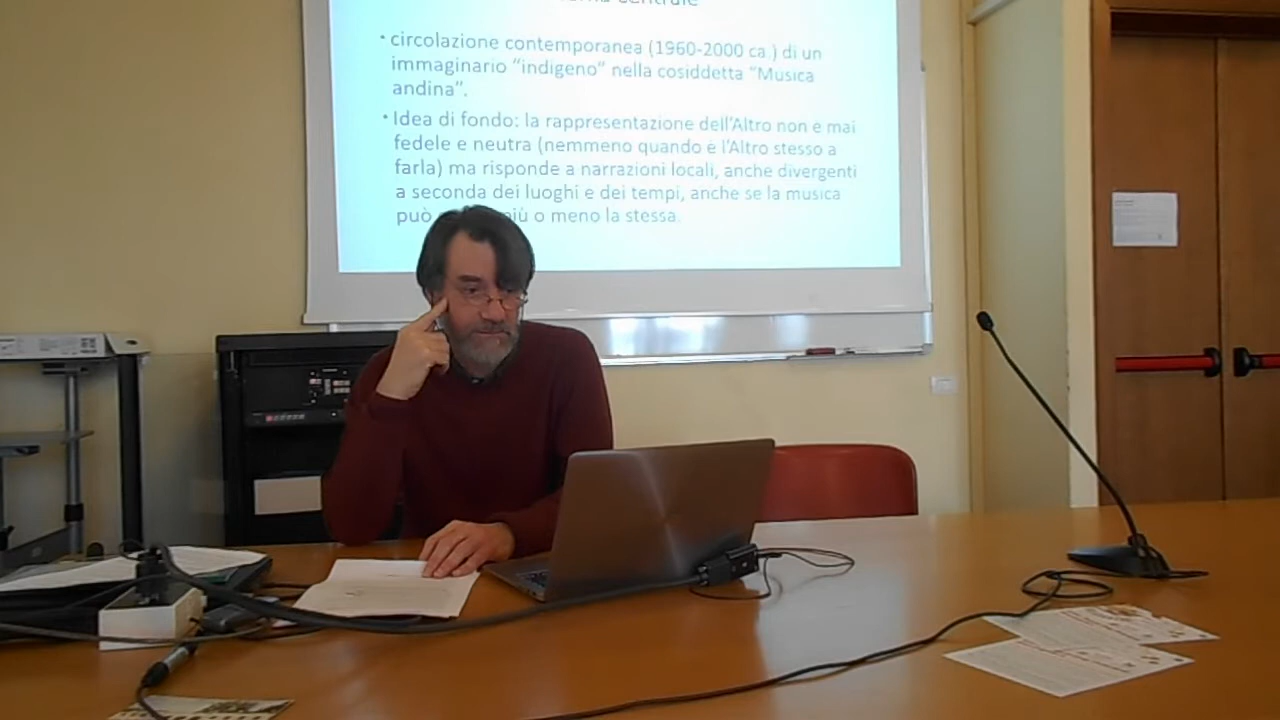 centrale
• circolazione contemporanea (1960-2000 ca.) di un
immaginario “indigeno” nella cosiddetta “Musica
andina”.
• Idea di fondo: la rappresentazione dell’Altro non e mai
fedele e neutra (nemmeno quando è l’Altro stesso a
farla) ma risponde a narrazioni locali, anche divergenti
a seconda dei luoghi e dei tempi, anche se la musica
può più o meno la stessa.